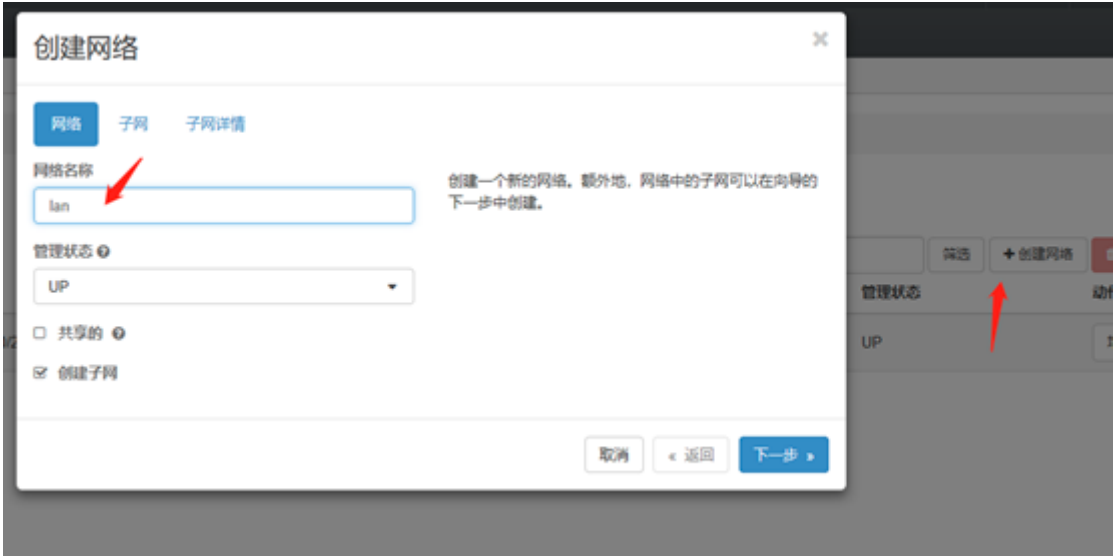 创建网络
×
网络 子网 子网详情
网络名称
lan
创建一个新的网络。额外地，网络中的子网可以在向导的
下一步中创建。
管理状态
UP
共享的
创建子网
取消 « 返回 下一步 »
筛选 +创建网络
管理状态
UP